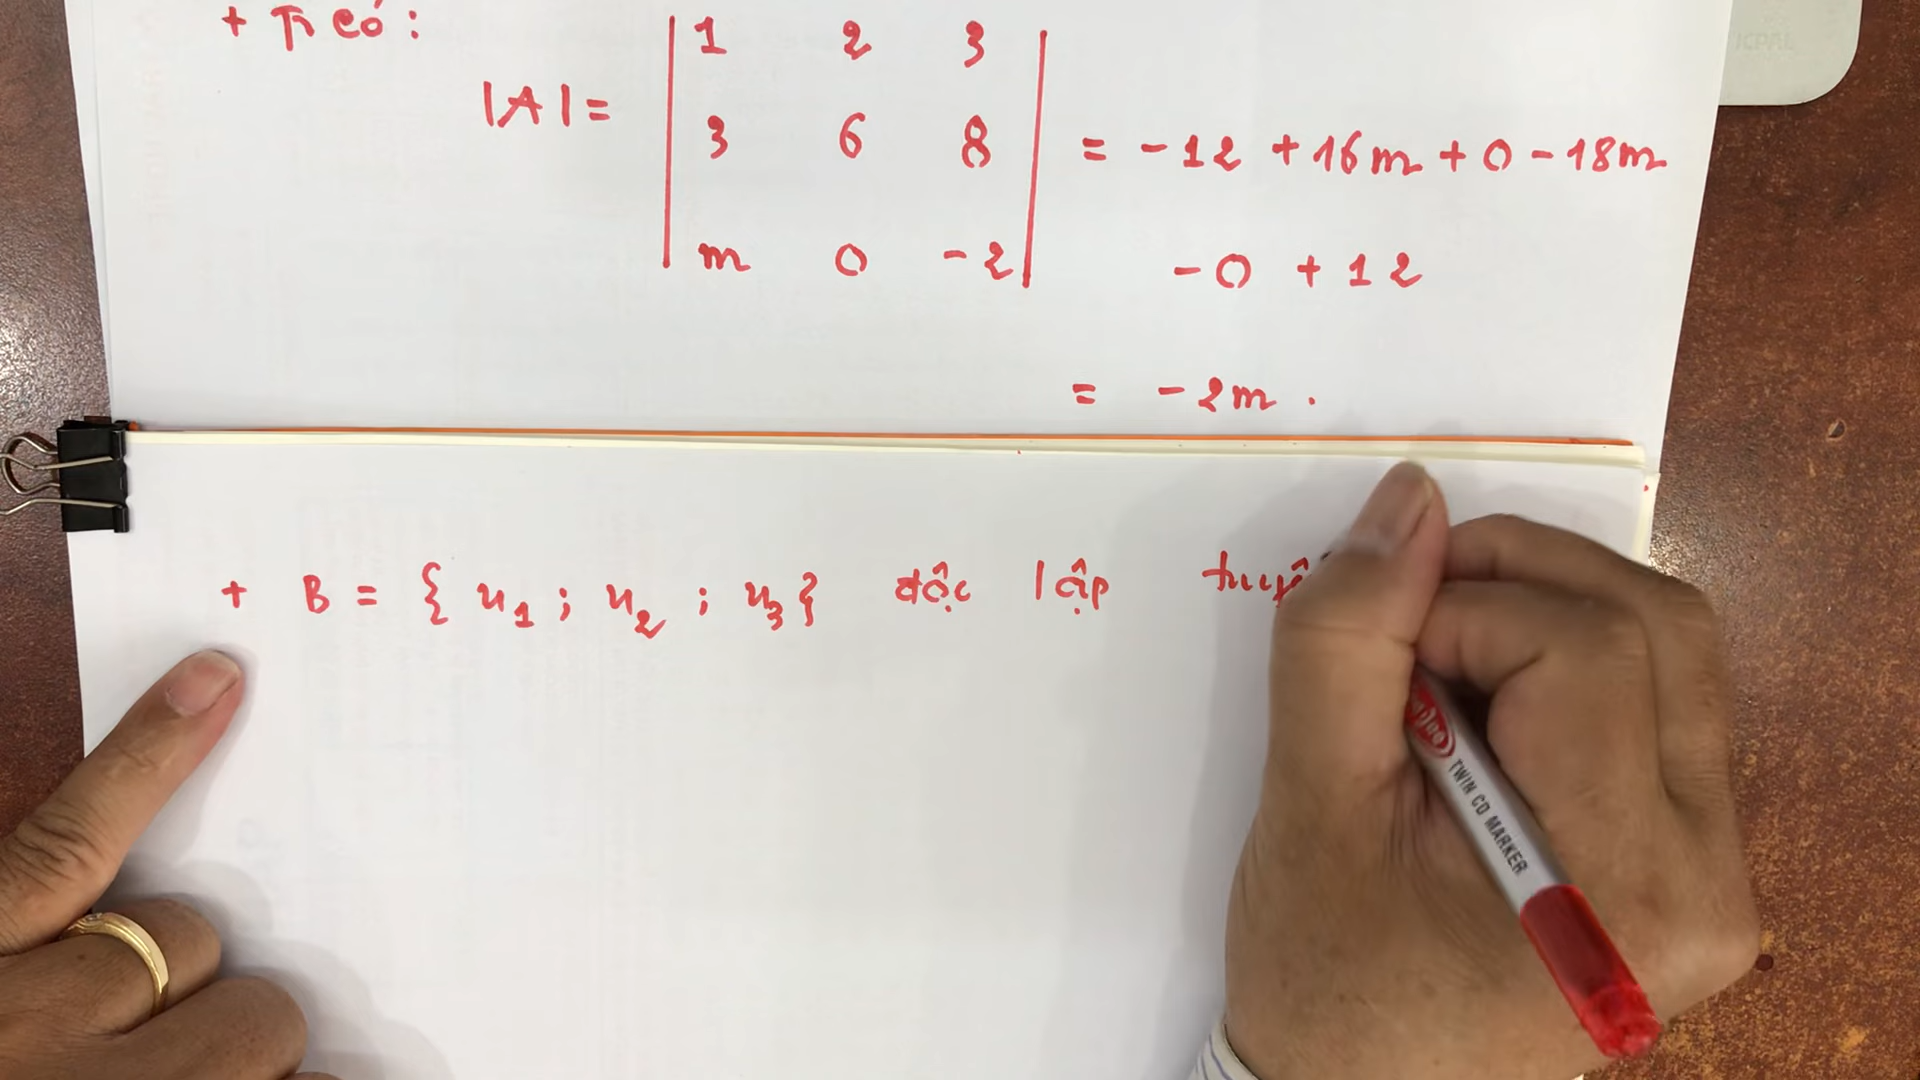 + Ta có:
|A| = | 1 2 3 |
| 3 6 8 | = -12 + 16m + 0 - 18m
| m 0 -2 | -0 + 12
= -2m.
+ B = { u1 ; u2 ; u3 } độc lập
TWIN CD MARKER